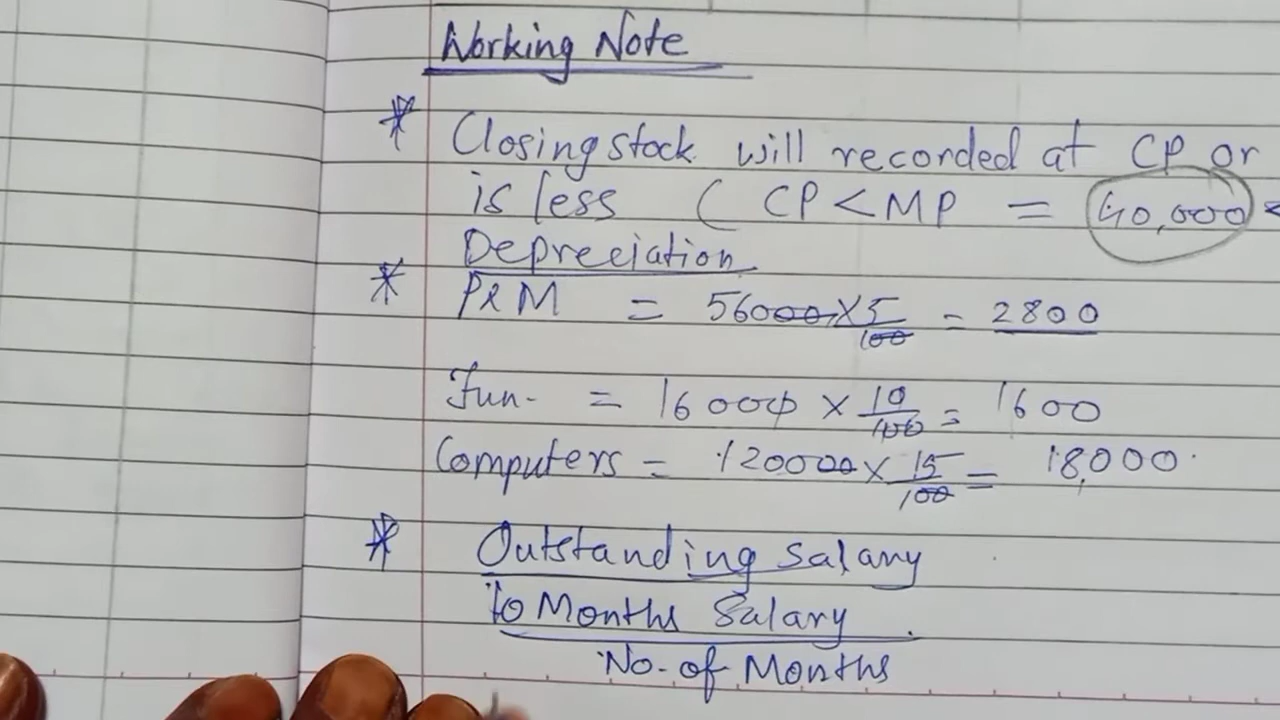 Working Note
* Closing stock will recorded at CP or
is less ( CP < MP = 40,000
Depreciation
* P&M = 56000 × 5/100 = 2800
Fun. = 16000 × 10/100 = 1600
Computers = 120000 × 15/100 = 18,000
* Outstanding Salary
10 Months Salary
No. of Months